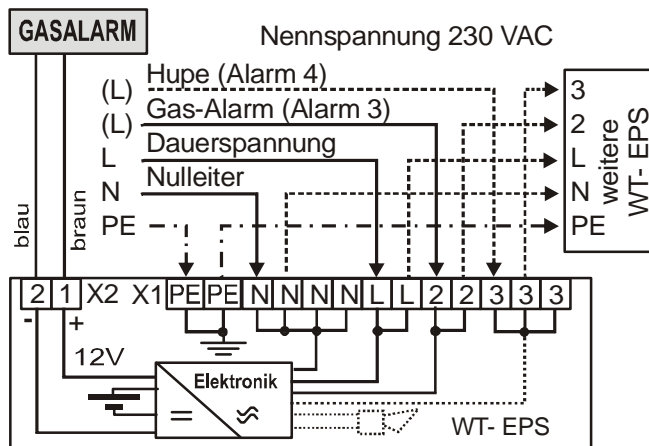 GASALARM
Nennspannung 230 VAC
(L) Hupe (Alarm 4)
(L) Gas-Alarm (Alarm 3)
L Dauerspannung
N Nulleiter
PE
3
2
L
N
PE
weitere
WT- EPS
blau
braun
2 1 X2 X1 PE PE N N N N L L 2 2 3 3 3
- +
12V
Elektronik
= ≈
WT- EPS